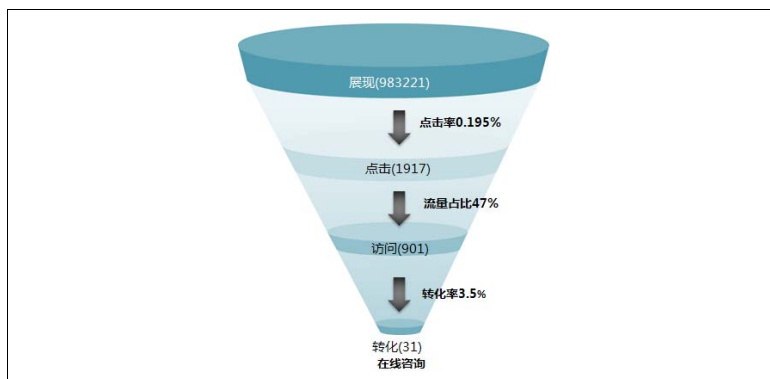 展现(983221)
点击率0.195%
点击(1917)
流量占比47%
访问(901)
转化率3.5%
转化(31)
在线咨询